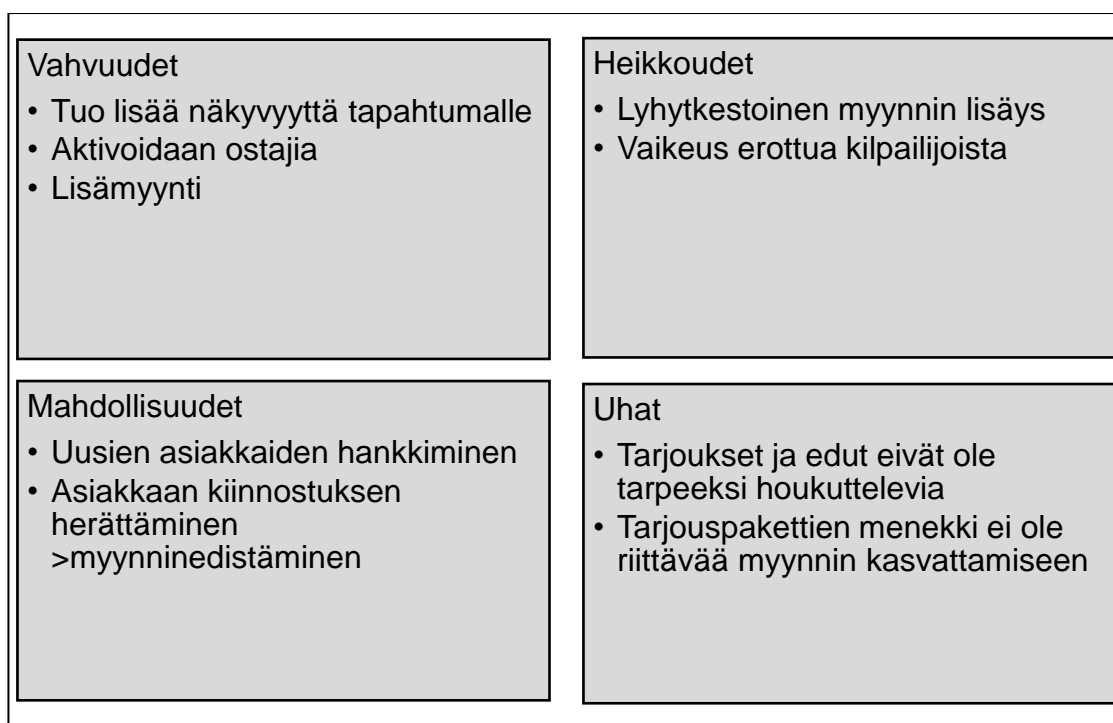 Vahvuudet
• Tuo lisää näkyvyyttä tapahtumalle
• Aktivoidaan ostajia
• Lisämyynti
Heikkoudet
• Lyhytkestoinen myynnin lisäys
• Vaikeus erottua kilpailijoista
Mahdollisuudet
• Uusien asiakkaiden hankkiminen
• Asiakkaan kiinnostuksen
herättäminen
>myynninedistäminen
Uhat
• Tarjoukset ja edut eivät ole
tarpeeksi houkuttelevia
• Tarjouspakettien menekki ei ole
riittävää myynnin kasvattamiseen